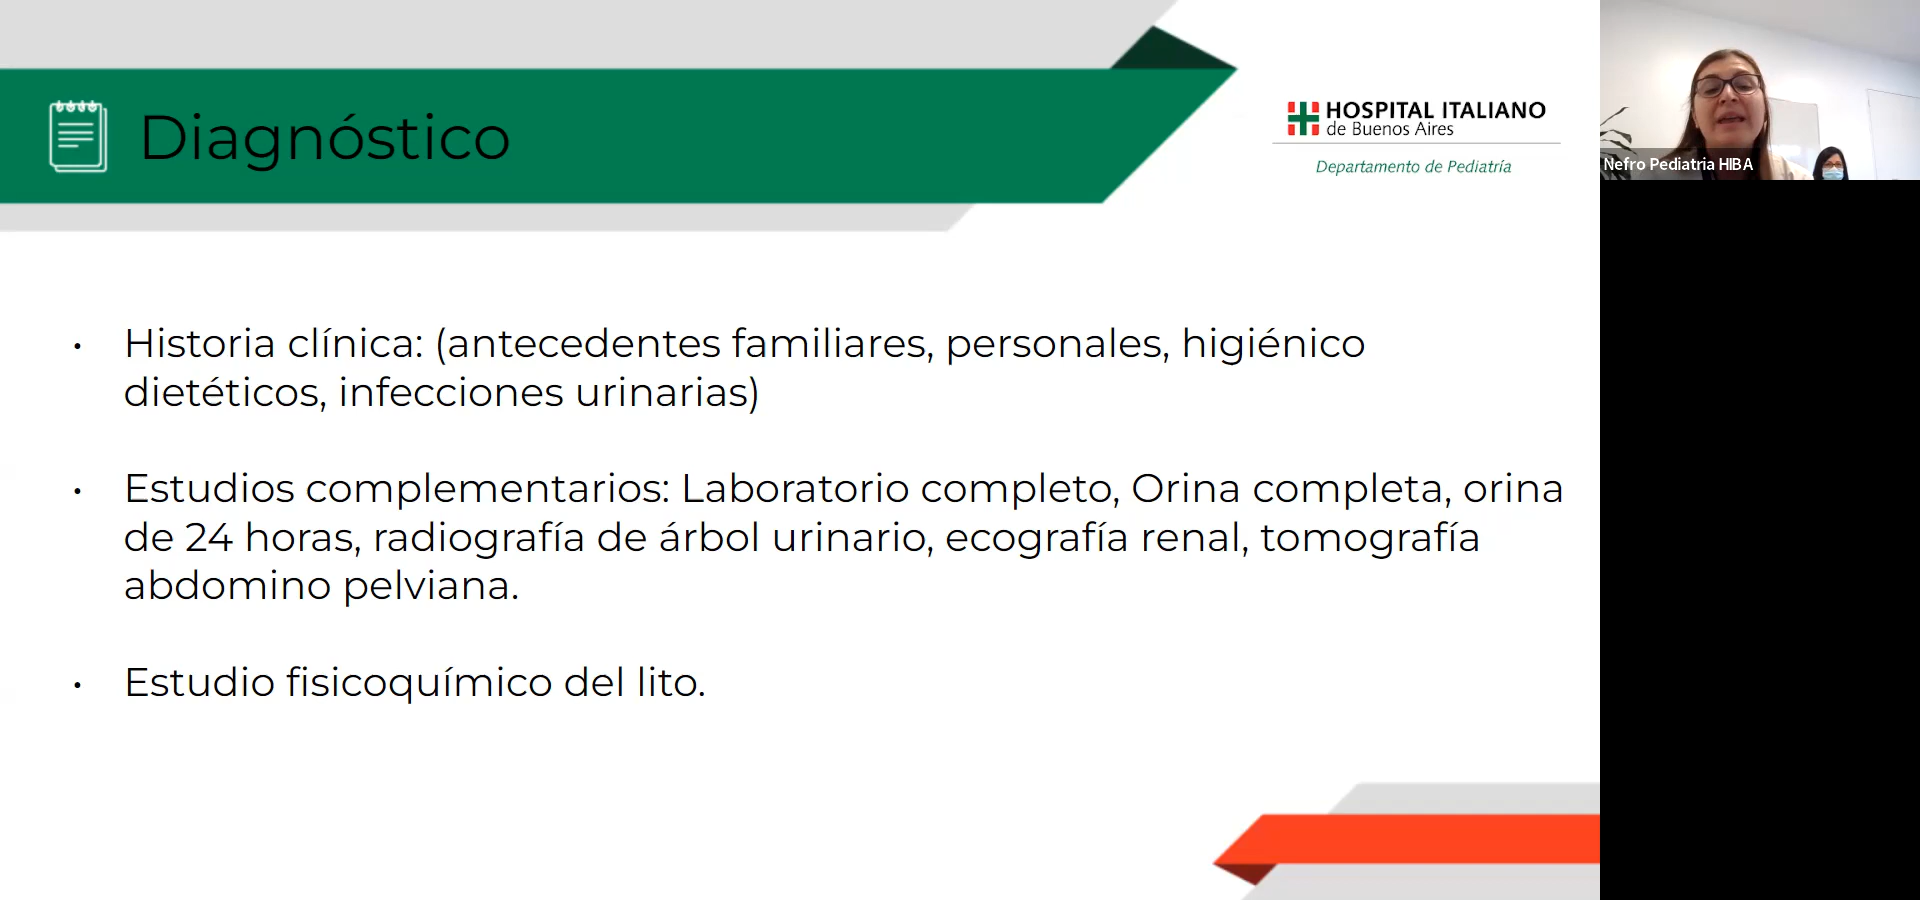 Diagnóstico
HOSPITAL ITALIANO
de Buenos Aires
Departamento de Pediatría
Nefro Pediatria HIBA
• Historia clínica: (antecedentes familiares, personales, higiénico
dietéticos, infecciones urinarias)
• Estudios complementarios: Laboratorio completo, Orina completa, orina
de 24 horas, radiografía de árbol urinario, ecografía renal, tomografía
abdomino pelviana.
• Estudio fisicoquímico del lito.